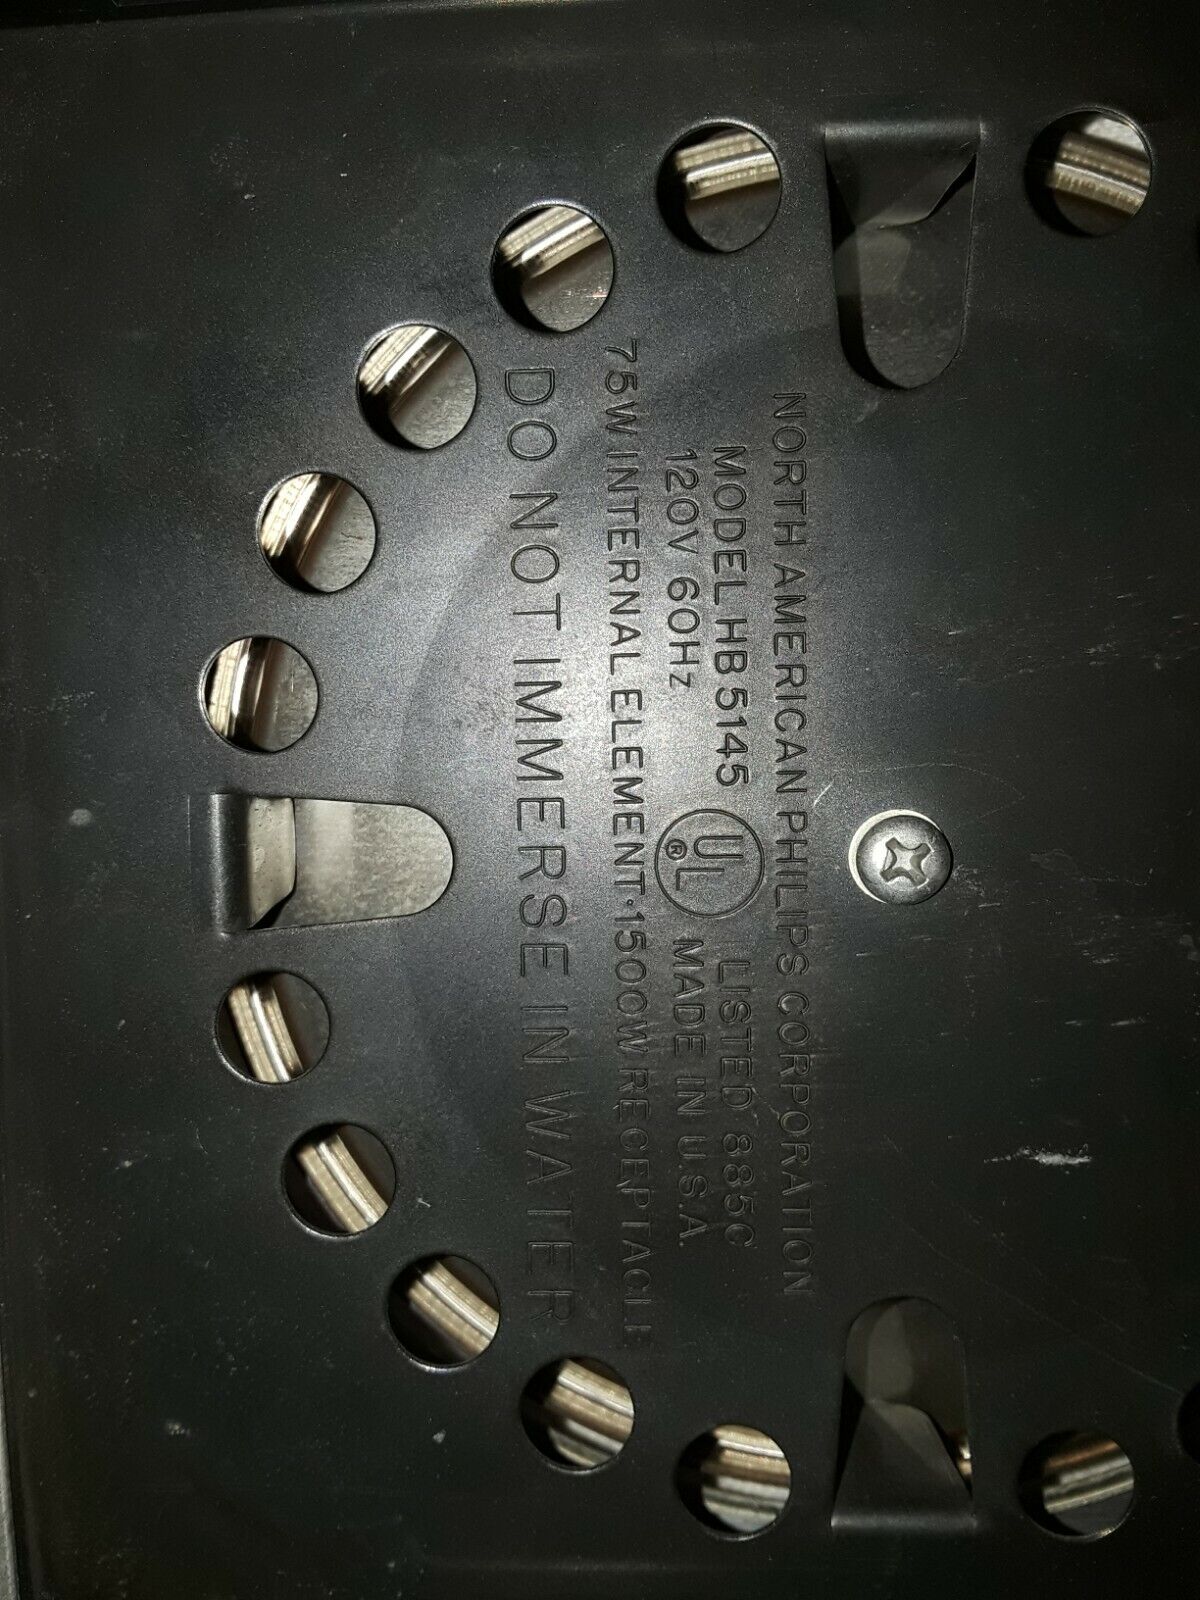 NORTH AMERICAN PHILIPS CORPORATION
MODEL HB 5145 UL® LISTED 885C
120V 60Hz MADE IN U.S.A.
75W INTERNAL ELEMENT·1500W RECEPTACLE
DO NOT IMMERSE IN WATER